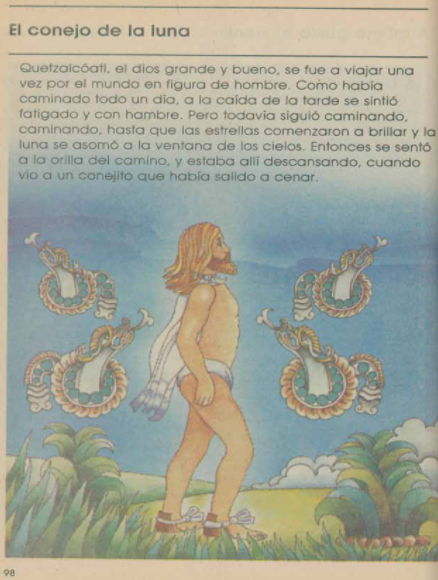 El conejo de la luna
Quetzalcóatl, el dios grande y bueno, se fue a viajar una
vez por el mundo en figura de hombre. Como había
caminado todo un día, a la caída de la tarde se sintió
fatigado y con hambre. Pero todavía siguió caminando,
caminando, hasta que las estrellas comenzaron a brillar y la
luna se asomó a la ventana de los cielos. Entonces se sentó
a la orilla del camino, y estaba allí descansando, cuando
vio a un conejito que había salido a cenar.
98